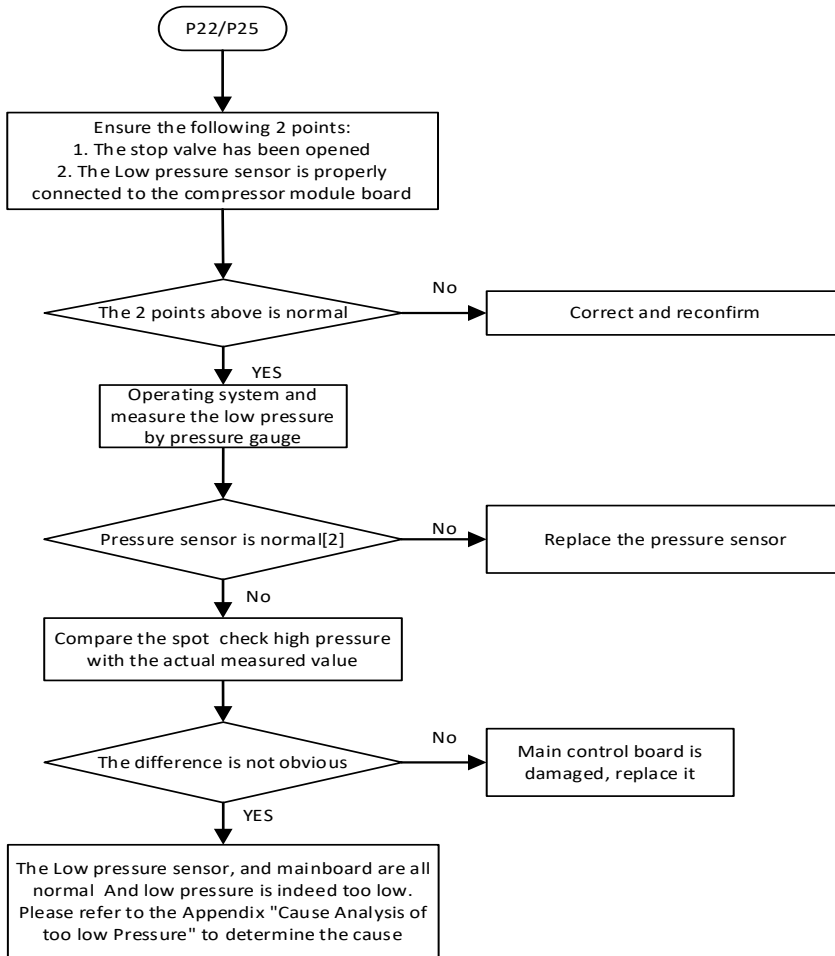 P22/P25
Ensure the following 2 points:
1. The stop valve has been opened
2. The Low pressure sensor is properly
connected to the compressor module board
The 2 points above is normal
No
Correct and reconfirm
YES
Operating system and
measure the low pressure
by pressure gauge
Pressure sensor is normal[2]
No
Replace the pressure sensor
No
Compare the spot check high pressure
with the actual measured value
The difference is not obvious
No
Main control board is
damaged, replace it
YES
The Low pressure sensor, and mainboard are all
normal And low pressure is indeed too low.
Please refer to the Appendix "Cause Analysis of
too low Pressure" to determine the cause